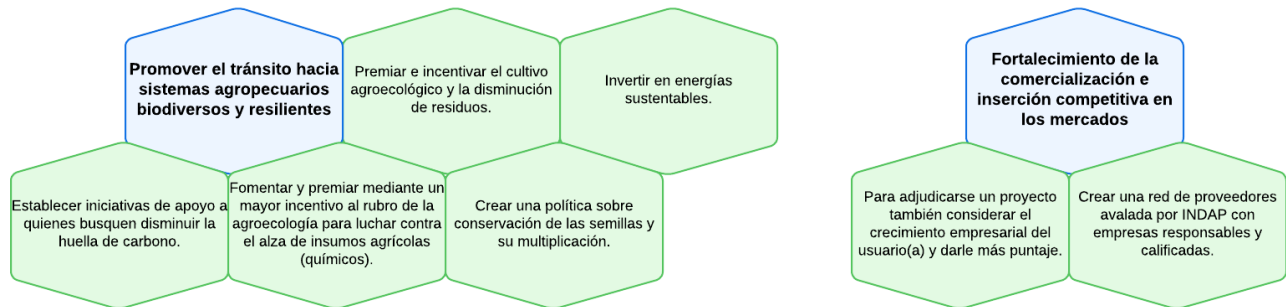 Promover el tránsito hacia
sistemas agropecuarios
biodiversos y resilientes
Premiar e incentivar el cultivo
agroecológico y la disminución
de residuos.
Invertir en energías
sustentables.
Establecer iniciativas de apoyo a
quienes busquen disminuir la
huella de carbono.
Fomentar y premiar mediante un
mayor incentivo al rubro de la
agroecología para luchar contra
el alza de insumos agrícolas
(químicos).
Crear una política sobre
conservación de las semillas y
su multiplicación.
Fortalecimiento de la
comercialización e
inserción competitiva en
los mercados
Para adjudicarse un proyecto
también considerar el
crecimiento empresarial del
usuario(a) y darle más puntaje.
Crear una red de proveedores
avalada por INDAP con
empresas responsables y
calificadas.